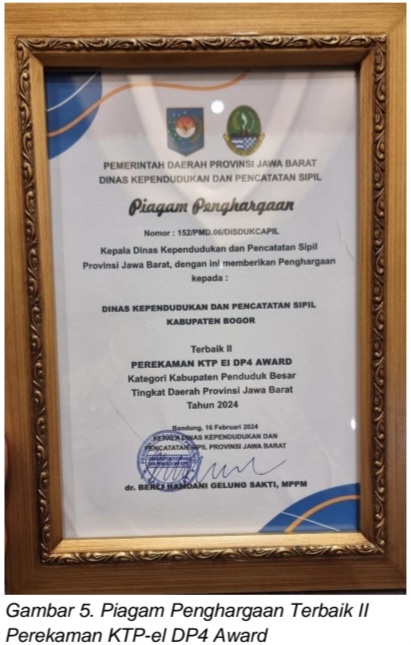 PEMERINTAH DAERAH PROVINSI JAWA BARAT
DINAS KEPENDUDUKAN DAN PENCATATAN SIPIL
Piagam Penghargaan
Nomor : 152/PMD.06/DISDUKCAPIL
Kepala Dinas Kependudukan dan Pencatatan Sipil
Provinsi Jawa Barat, dengan ini memberikan Penghargaan
kepada :
DINAS KEPENDUDUKAN DAN PENCATATAN SIPIL
KABUPATEN BOGOR
Terbaik II
PEREKAMAN KTP El DP4 AWARD
Kategori Kabupaten Penduduk Besar
Tingkat Daerah Provinsi Jawa Barat
Tahun 2024
Bandung, 16 Februari 2024
KEPALA DINAS KEPENDUDUKAN DAN
PENCATATAN SIPIL PROVINSI JAWA BARAT
dr. BERLI HAMDANI GELUNG SAKTI, MPPM
Gambar 5. Piagam Penghargaan Terbaik II
Perekaman KTP-el DP4 Award